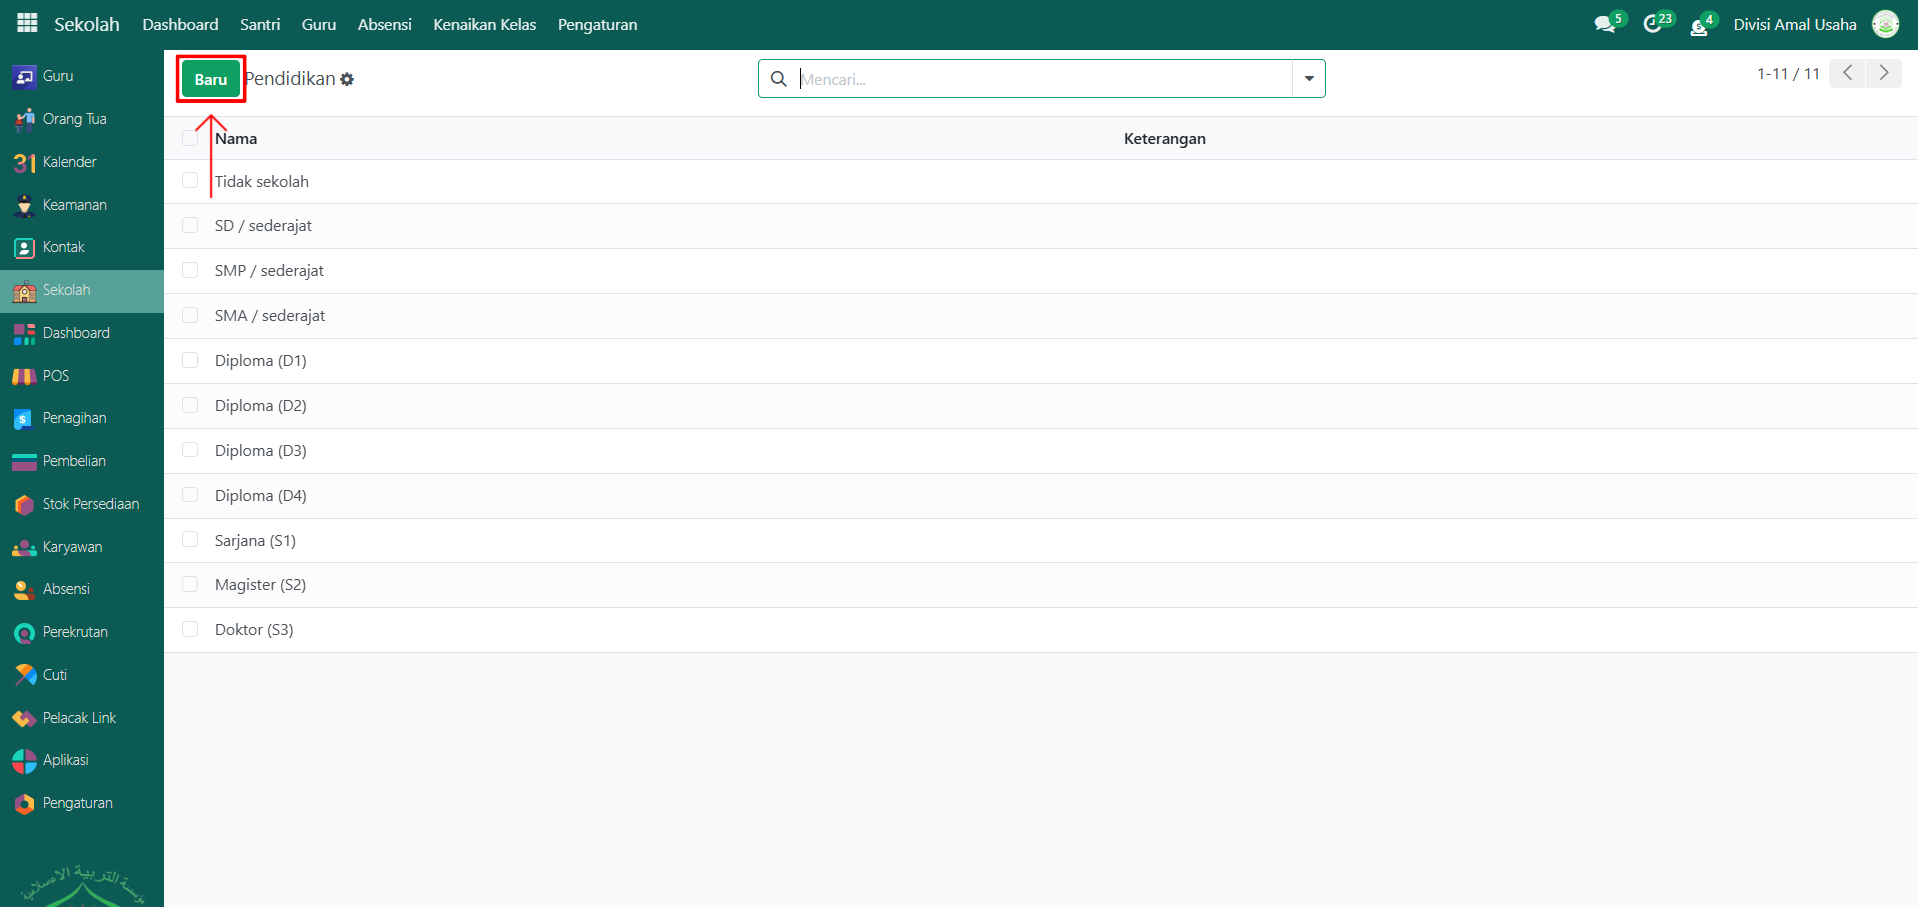 Sekolah Dashboard Santri Guru Absensi Kenaikan Kelas Pengaturan 5 23 4 Divisi Amal Usaha
Guru
Orang Tua
Kalender
Keamanan
Kontak
Sekolah
Dashboard
POS
Penagihan
Pembelian
Stok Persediaan
Karyawan
Absensi
Perekrutan
Cuti
Pelacak Link
Aplikasi
Pengaturan
مؤسسة التربية الإسلامية
Baru Pendidikan Mencari... 1-11 / 11
Nama Keterangan
Tidak sekolah
SD / sederajat
SMP / sederajat
SMA / sederajat
Diploma (D1)
Diploma (D2)
Diploma (D3)
Diploma (D4)
Sarjana (S1)
Magister (S2)
Doktor (S3)